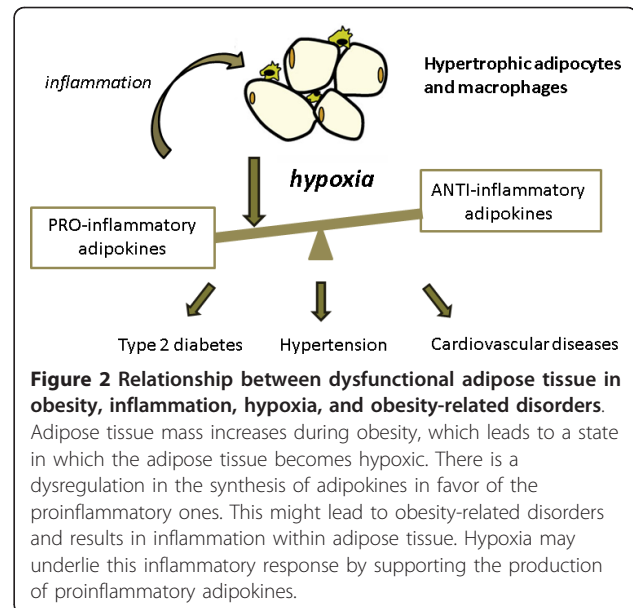 inflammation
Hypertrophic adipocytes
and macrophages
hypoxia
ANTI-inflammatory
adipokines
PRO-inflammatory
adipokines
Type 2 diabetes
Hypertension
Cardiovascular diseases
Figure 2 Relationship between dysfunctional adipose tissue in
obesity, inflammation, hypoxia, and obesity-related disorders.
Adipose tissue mass increases during obesity, which leads to a state
in which the adipose tissue becomes hypoxic. There is a
dysregulation in the synthesis of adipokines in favor of the
proinflammatory ones. This might lead to obesity-related disorders
and results in inflammation within adipose tissue. Hypoxia may
underlie this inflammatory response by supporting the production
of proinflammatory adipokines.